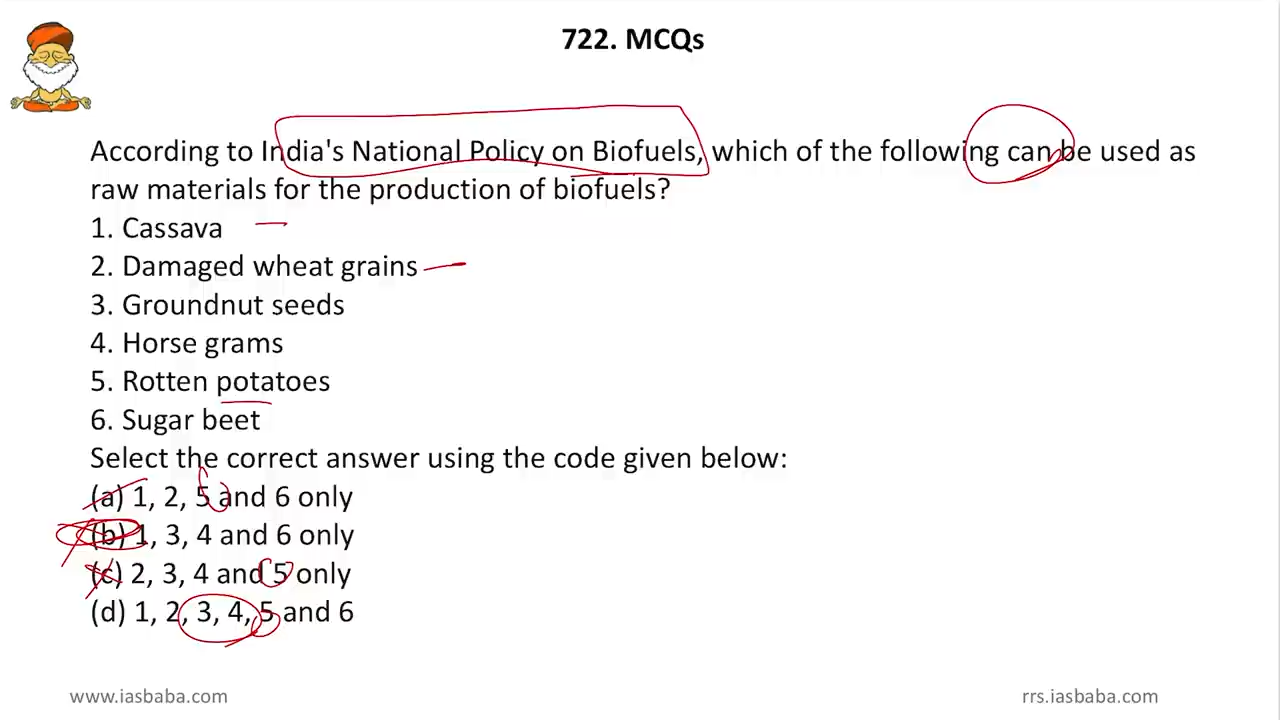 722. MCQs
According to India's National Policy on Biofuels, which of the following can be used as
raw materials for the production of biofuels?
1. Cassava
2. Damaged wheat grains
3. Groundnut seeds
4. Horse grams
5. Rotten potatoes
6. Sugar beet
Select the correct answer using the code given below:
(a) 1, 2, 5 and 6 only
(b) 1, 3, 4 and 6 only
(c) 2, 3, 4 and 5 only
(d) 1, 2, 3, 4, 5 and 6
www.iasbaba.com
rrs.iasbaba.com